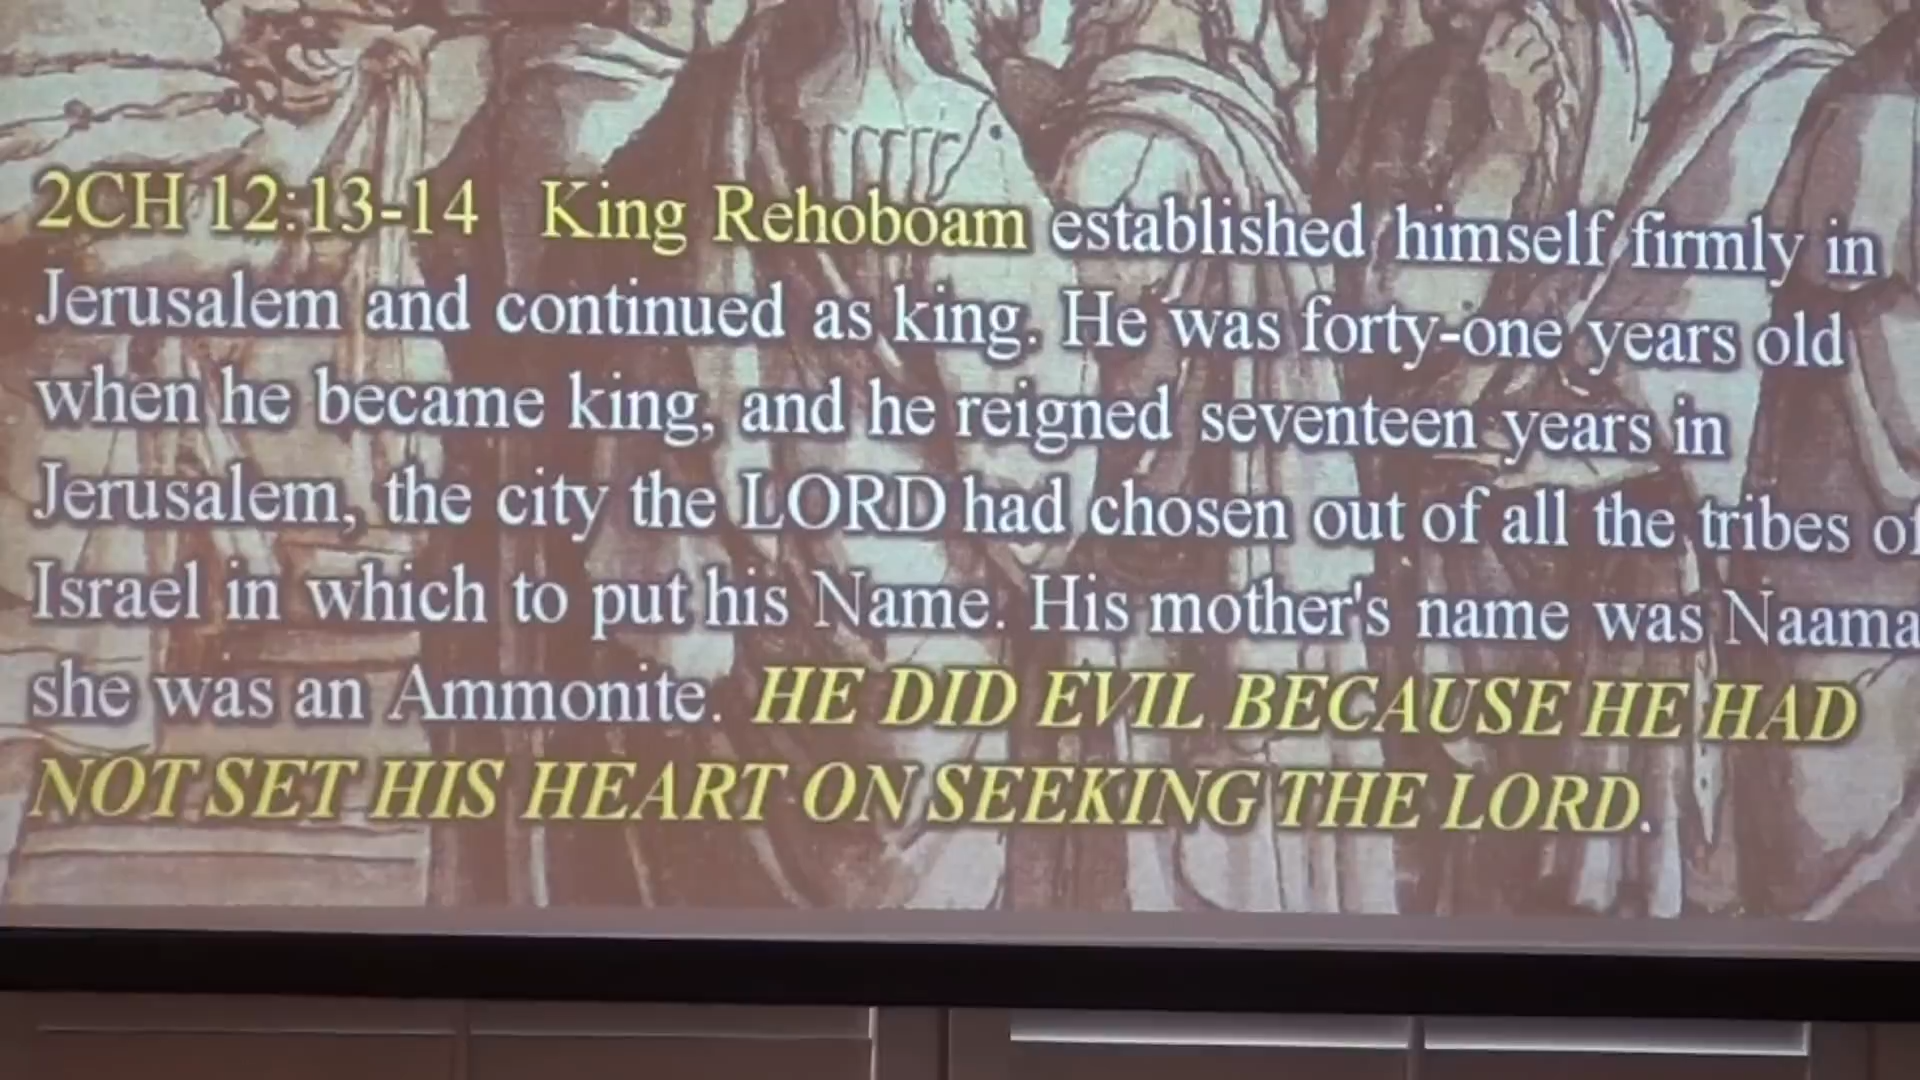 2CH 12:13-14 King Rehoboam established himself firmly in
Jerusalem and continued as king. He was forty-one years old
when he became king, and he reigned seventeen years in
Jerusalem, the city the LORD had chosen out of all the tribes of
Israel in which to put his Name. His mother's name was Naama
she was an Ammonite. HE DID EVIL BECAUSE HE HAD
NOT SET HIS HEART ON SEEKING THE LORD.